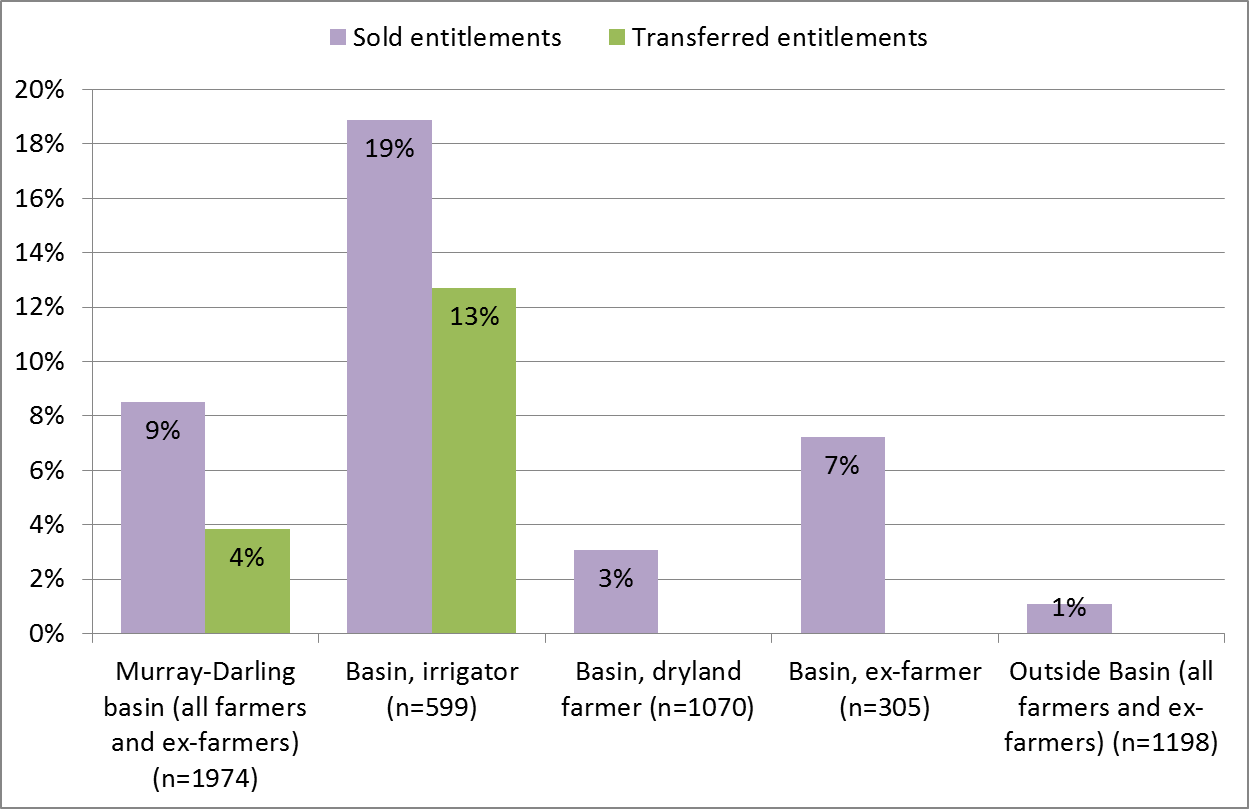 Sold entitlements
Transferred entitlements
20%
18%
16%
14%
12%
10%
8%
6%
4%
2%
0%
9%
4%
19%
13%
3%
7%
1%
Murray-Darling
basin (all farmers
and ex-farmers)
(n=1974)
Basin, irrigator
(n=599)
Basin, dryland
farmer (n=1070)
Basin, ex-farmer
(n=305)
Outside Basin (all
farmers and ex-
farmers) (n=1198)